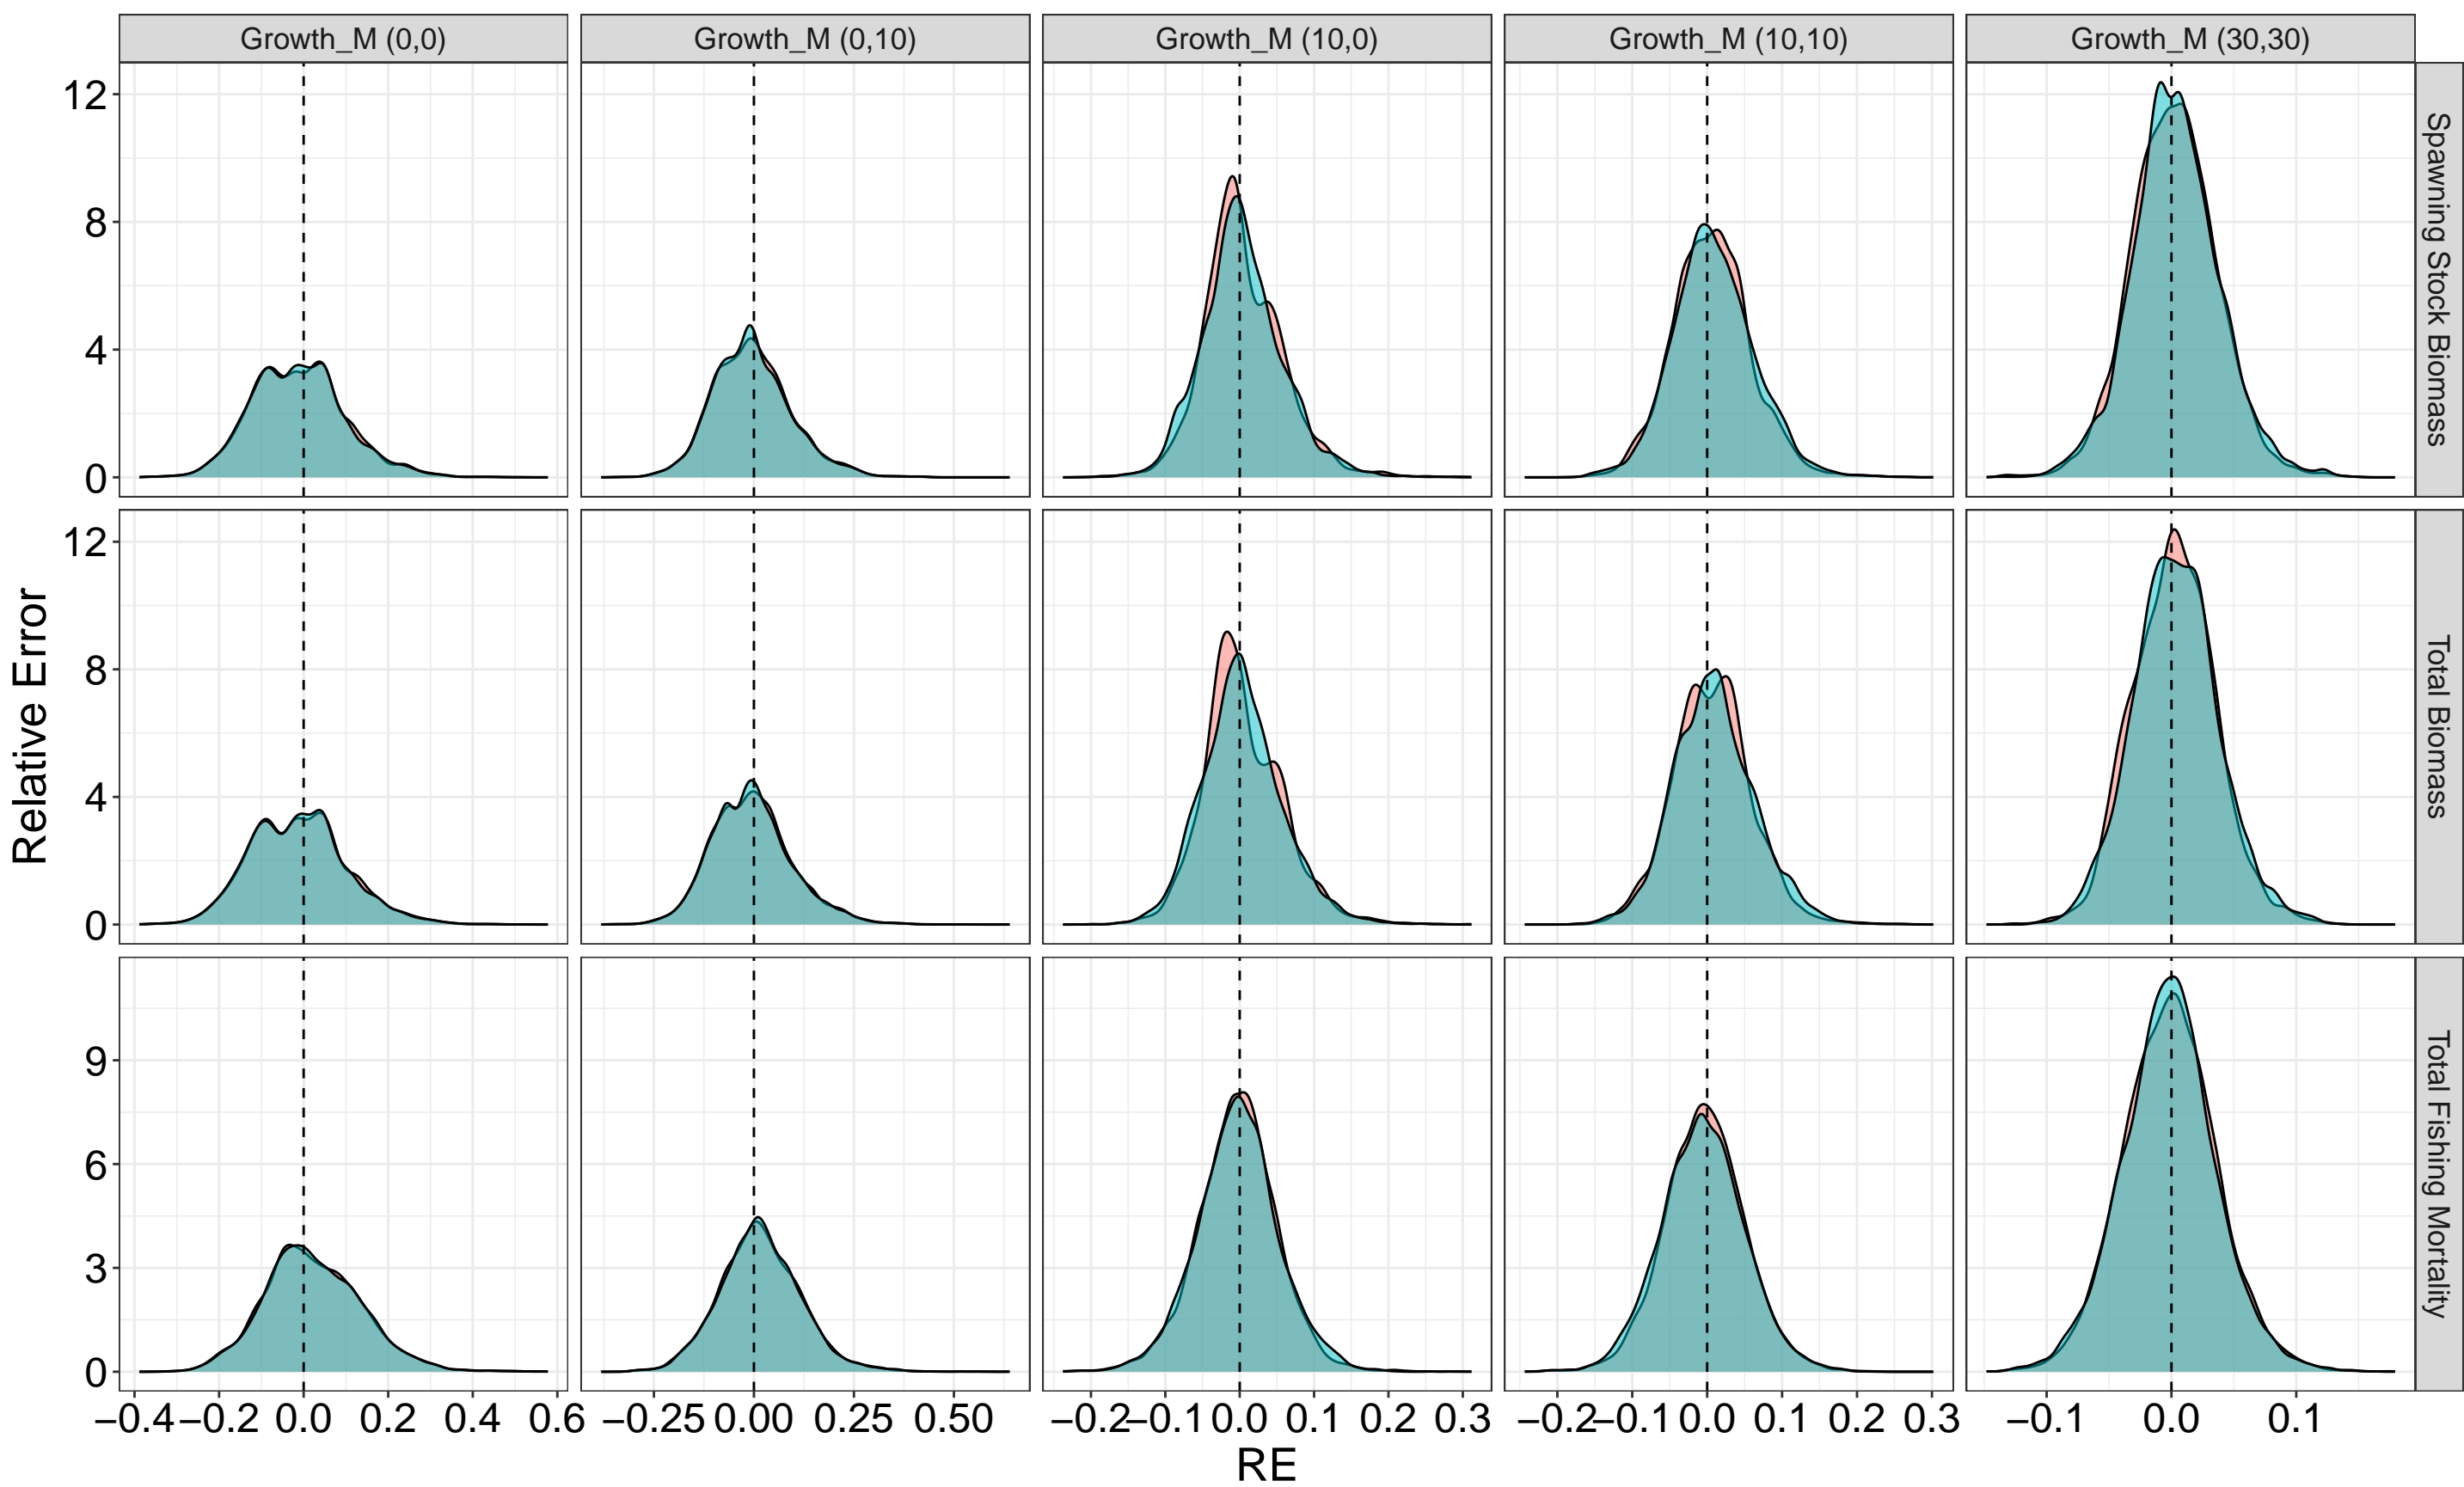 Growth_M (0,0) Growth_M (0,10) Growth_M (10,0) Growth_M (10,10) Growth_M (30,30)
12
8
4
0
Spawning Stock Biomass
12
8
4
0
Total Biomass
Relative Error
9
6
3
0
Total Fishing Mortality
−0.4 −0.2 0.0 0.2 0.4 0.6 −0.25 0.00 0.25 0.50 −0.2 −0.1 0.0 0.1 0.2 0.3 −0.2 −0.1 0.0 0.1 0.2 0.3 −0.1 0.0 0.1
RE